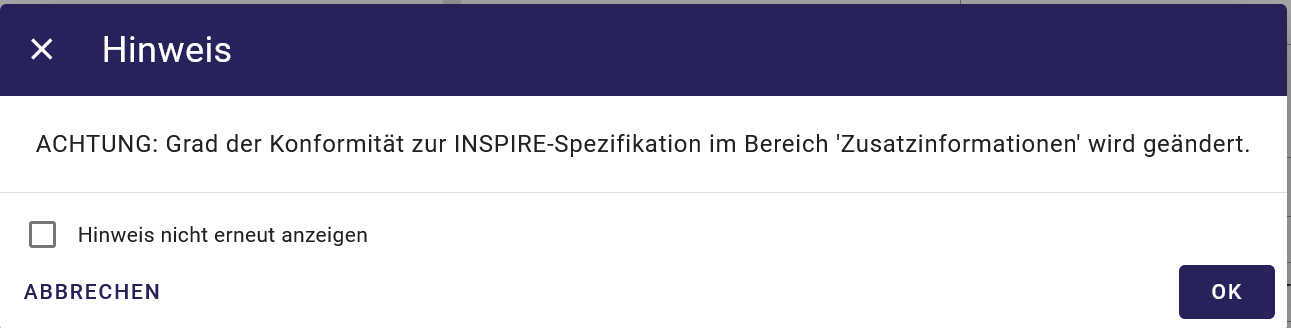 Hinweis
ACHTUNG: Grad der Konformität zur INSPIRE-Spezifikation im Bereich 'Zusatzinformationen' wird geändert.
Hinweis nicht erneut anzeigen
ABBRECHEN
OK